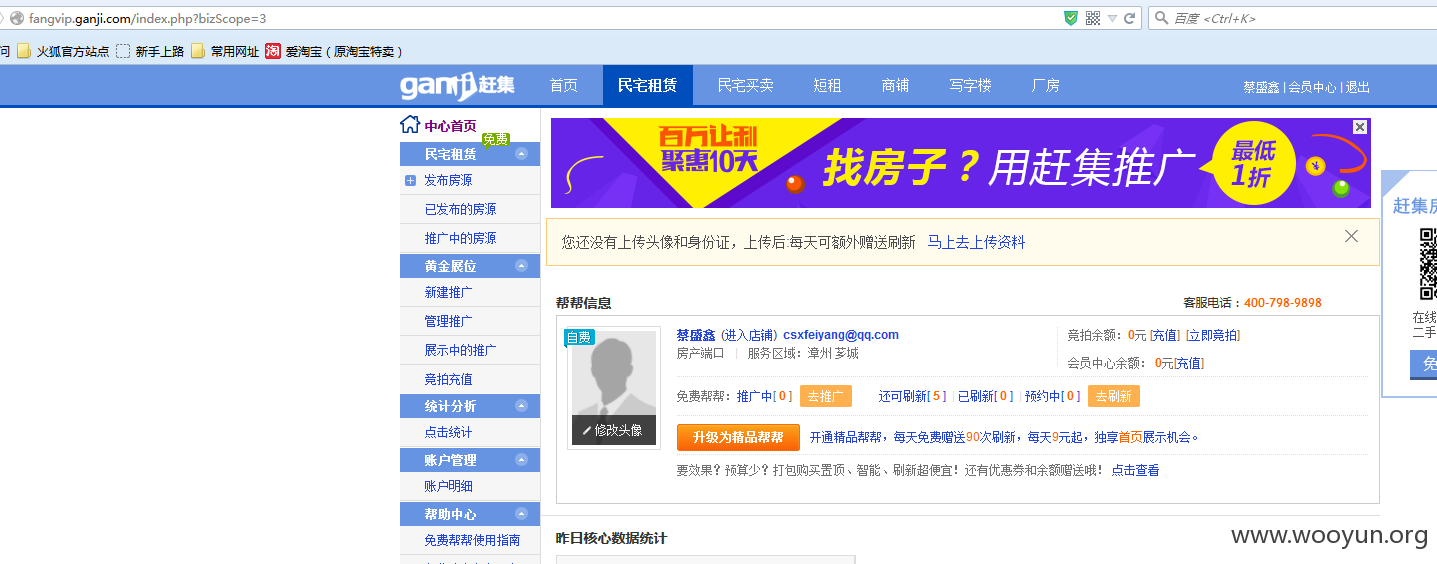 fangvip.ganji.com/index.php?bizScope=3
百度 <Ctrl+K>
问 火狐官方站点 新手上路 常用网址 淘 爱淘宝（原淘宝特卖）
ganji赶集 首页 民宅租赁 民宅买卖 短租 商铺 写字楼 厂房
蔡盛鑫 | 会员中心 | 退出
中心首页
免费
民宅租赁
发布房源
已发布的房源
推广中的房源
黄金展位
新建推广
管理推广
展示中的推广
竞拍充值
统计分析
点击统计
账户管理
账户明细
帮助中心
免费帮帮使用指南
百万让利
聚惠10天
找房子？用赶集推广
最低
1折
您还没有上传头像和身份证，上传后:每天可额外赠送刷新 马上去上传资料
帮帮信息
客服电话：400-798-9898
自费
修改头像
蔡盛鑫 (进入店铺) csxfeiyang@qq.com
房产端口 | 服务区域：漳州 芗城
竞拍余额：0元 [充值] [立即竞拍]
会员中心余额：0元[充值]
免费帮帮：推广中[ 0 ] 去推广 还可刷新[ 5 ] | 已刷新[ 0 ] | 预约中[ 0 ] 去刷新
升级为精品帮帮 开通精品帮帮，每天免费赠送90次刷新，每天9元起，独享首页展示机会。
要效果？预算少？打包购买置顶、智能、刷新超便宜！还有优惠券和余额赠送哦！ 点击查看
昨日核心数据统计
赶集房
在线
二手
免
www.wooyun.org